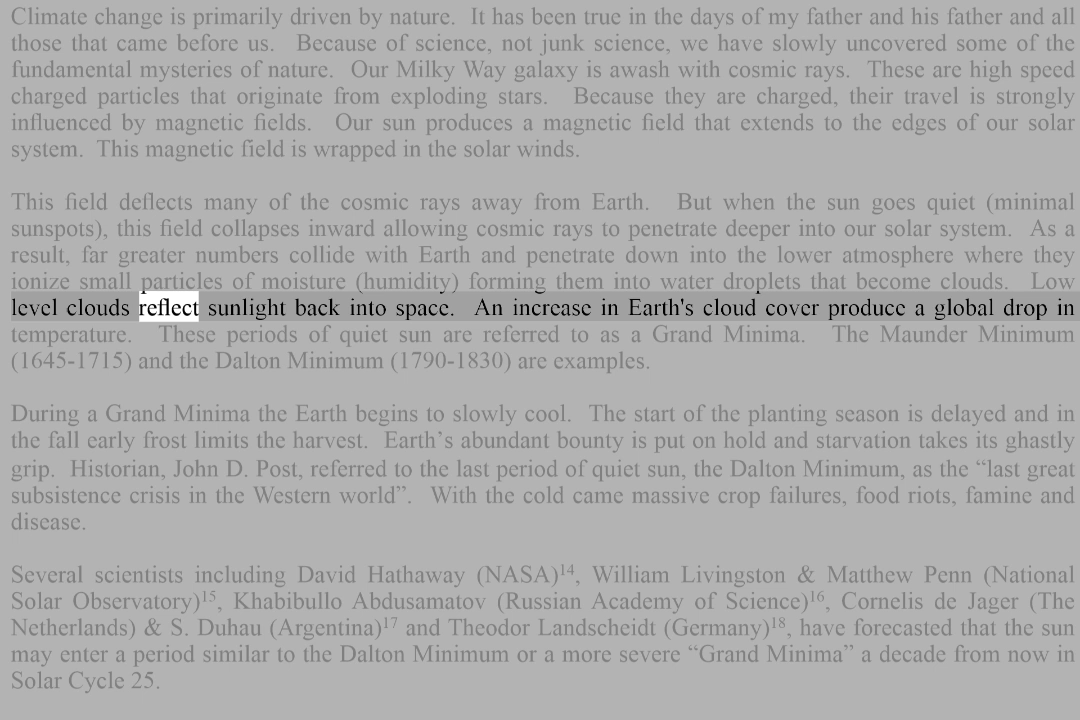 Climate change is primarily driven by nature. It has been true in the days of my father and his father and all
those that came before us. Because of science, not junk science, we have slowly uncovered some of the
fundamental mysteries of nature. Our Milky Way galaxy is awash with cosmic rays. These are high speed
charged particles that originate from exploding stars. Because they are charged, their travel is strongly
influenced by magnetic fields. Our sun produces a magnetic field that extends to the edges of our solar
system. This magnetic field is wrapped in the solar winds.

This field deflects many of the cosmic rays away from Earth. But when the sun goes quiet (minimal
sunspots), this field collapses inward allowing cosmic rays to penetrate deeper into our solar system. As a
result, far greater numbers collide with Earth and penetrate down into the lower atmosphere where they
ionize small particles of moisture (humidity) forming them into water droplets that become clouds. Low
level clouds reflect sunlight back into space. An increase in Earth's cloud cover produce a global drop in
temperature. These periods of quiet sun are referred to as a Grand Minima. The Maunder Minimum
(1645-1715) and the Dalton Minimum (1790-1830) are examples.

During a Grand Minima the Earth begins to slowly cool. The start of the planting season is delayed and in
the fall early frost limits the harvest. Earth’s abundant bounty is put on hold and starvation takes its ghastly
grip. Historian, John D. Post, referred to the last period of quiet sun, the Dalton Minimum, as the “last great
subsistence crisis in the Western world”. With the cold came massive crop failures, food riots, famine and
disease.

Several scientists including David Hathaway (NASA)¹⁴, William Livingston & Matthew Penn (National
Solar Observatory)¹⁵, Khabibullo Abdusamatov (Russian Academy of Science)¹⁶, Cornelis de Jager (The
Netherlands) & S. Duhau (Argentina)¹⁷ and Theodor Landscheidt (Germany)¹⁸, have forecasted that the sun
may enter a period similar to the Dalton Minimum or a more severe “Grand Minima” a decade from now in
Solar Cycle 25.